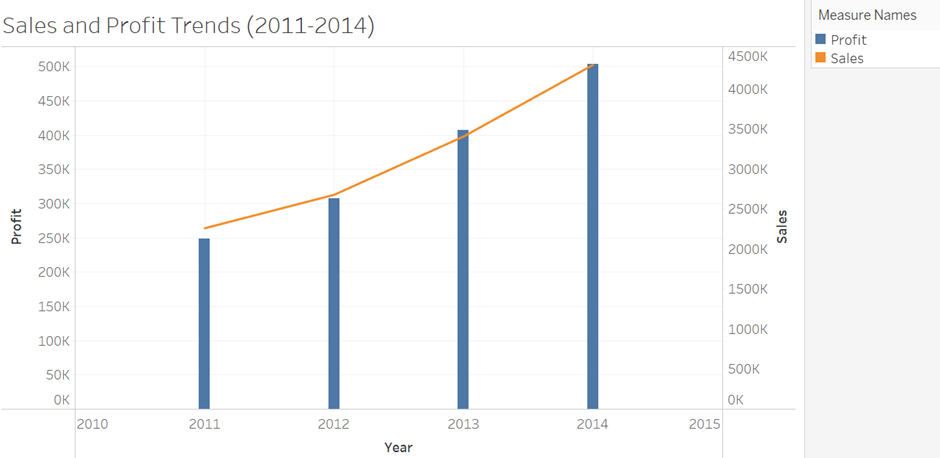 Sales and Profit Trends (2011-2014)
Measure Names
Profit
Sales
Profit
500K
450K
400K
350K
300K
250K
200K
150K
100K
50K
0K
4500K
4000K
3500K
3000K
2500K
2000K
1500K
1000K
500K
0K
Sales
2010 2011 2012 2013 2014 2015
Year